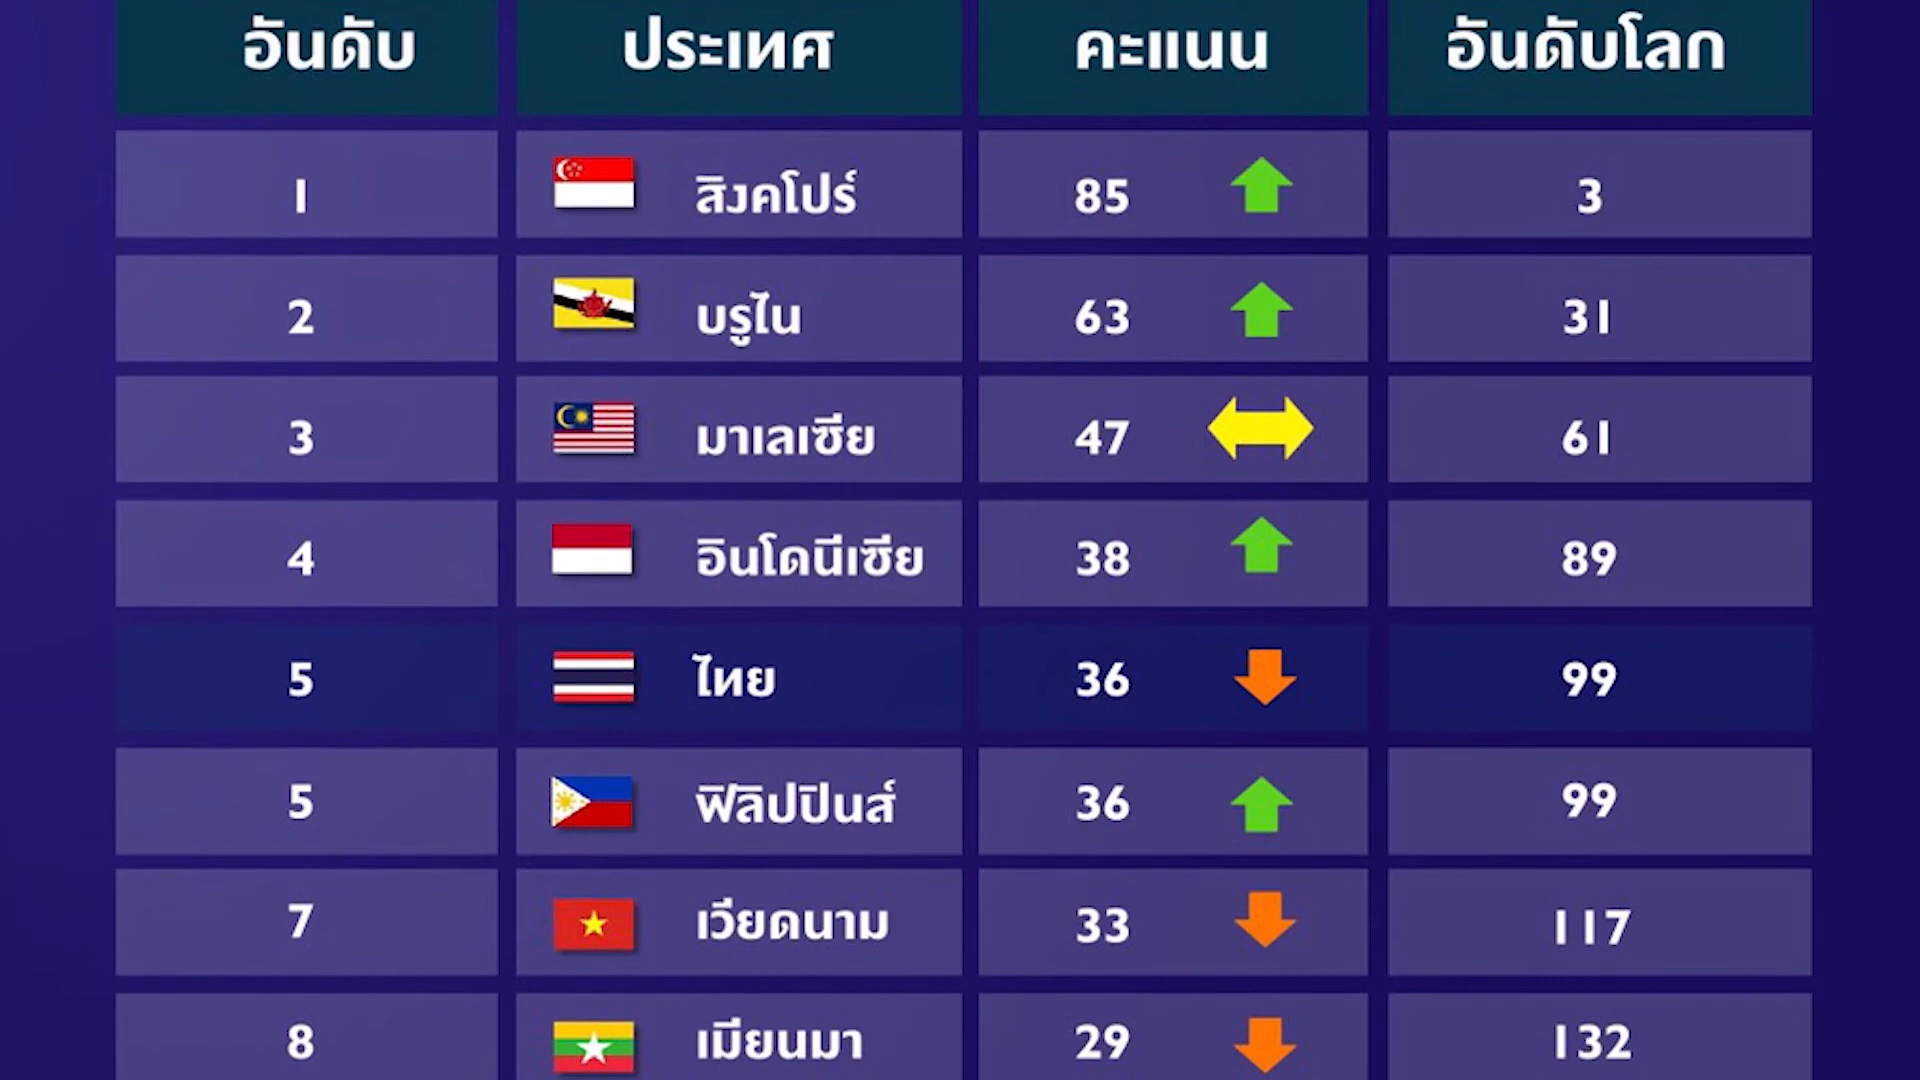 อันดับ ประเทศ คะแนน อันดับโลก
1 สิงคโปร์ 85 3
2 บรูไน 63 31
3 มาเลเซีย 47 61
4 อินโดนีเซีย 38 89
5 ไทย 36 99
5 ฟิลิปปินส์ 36 99
7 เวียดนาม 33 117
8 เมียนมา 29 132